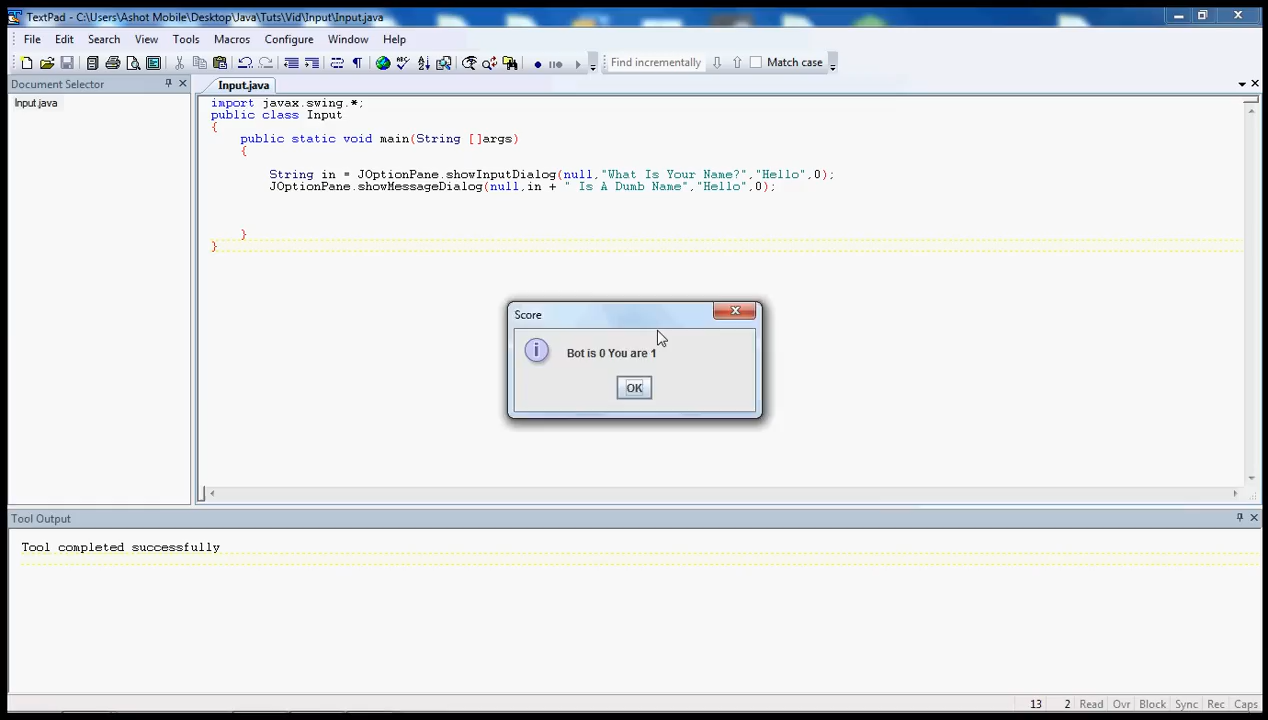 TextPad - C:\Users\Ashot Mobile\Desktop\Java\Tuts\Vid\Input\Input.java
File Edit Search View Tools Macros Configure Window Help
Find incrementally Match case
Document Selector
Input.java
Input.java
import javax.swing.*;
public class Input
{
public static void main(String []args)
{
String in = JOptionPane.showInputDialog(null,"What Is Your Name?","Hello",0);
JOptionPane.showMessageDialog(null,in + " Is A Dumb Name","Hello",0);
}
}
Score
Bot is 0 You are 1
OK
Tool Output
Tool completed successfully
13 2 Read Ovr Block Sync Rec Caps